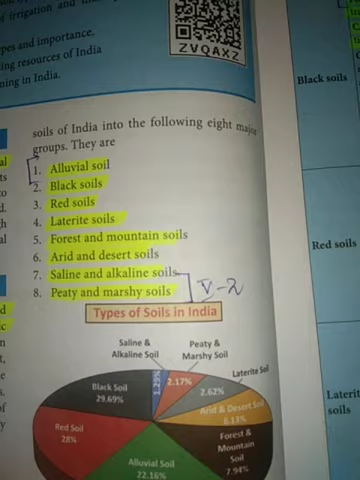 of irrigation and
pes and importance.
ing resources of India
ning in India.
ZVQAXZ
soils of India into the following eight major
groups. They are
1. Alluvial soil
2. Black soils
3. Red soils
4. Laterite soils
5. Forest and mountain soils
6. Arid and desert soils
7. Saline and alkaline soils
8. Peaty and marshy soils
V-2
Types of Soils in India
Saline &
Alkaline Soil
1.29%
Peaty &
Marshy Soil
2.17%
Laterite Soil
2.62%
Arid & Desert Soil
6.13%
Forest &
Mountain
Soil
7.94%
Alluvial Soil
22.16%
Red Soil
28%
Black Soil
29.69%
Black soils
Red soil
Laterit
soils